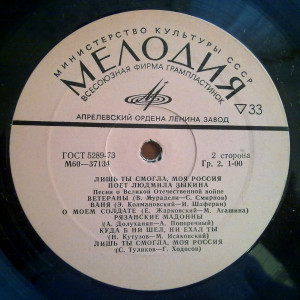 МИНИСТЕРСТВО КУЛЬТУРЫ СССР
МЕЛОДИЯ
ВСЕСОЮЗНАЯ ФИРМА ГРАМПЛАСТИНОК
33
АПРЕЛЕВСКИЙ ОРДЕНА ЛЕНИНА ЗАВОД
ГОСТ 5289-73
2 сторона
М60—37134
Гр. 2. 1-00
ЛИШЬ ТЫ СМОГЛА, МОЯ РОССИЯ
ПОЕТ ЛЮДМИЛА ЗЫКИНА
Песни о Великой Отечественной войне
ВЕТЕРАНЫ (В. Мурадели—С. Смирнов)
ВАНЯ (Э. Колмановский—И. Шаферан)
О МОЕМ СОЛДАТЕ (Е. Жарковский—М. Агашина)
РЯЗАНСКИЕ МАДОННЫ
(А. Долуханян—А. Поперечный)
КУДА Б НИ ШЕЛ, НИ ЕХАЛ ТЫ
(Н. Кутузов—М. Исаковский)
ЛИШЬ ТЫ СМОГЛА, МОЯ РОССИЯ
(С. Туликов—Г. Ходосов)